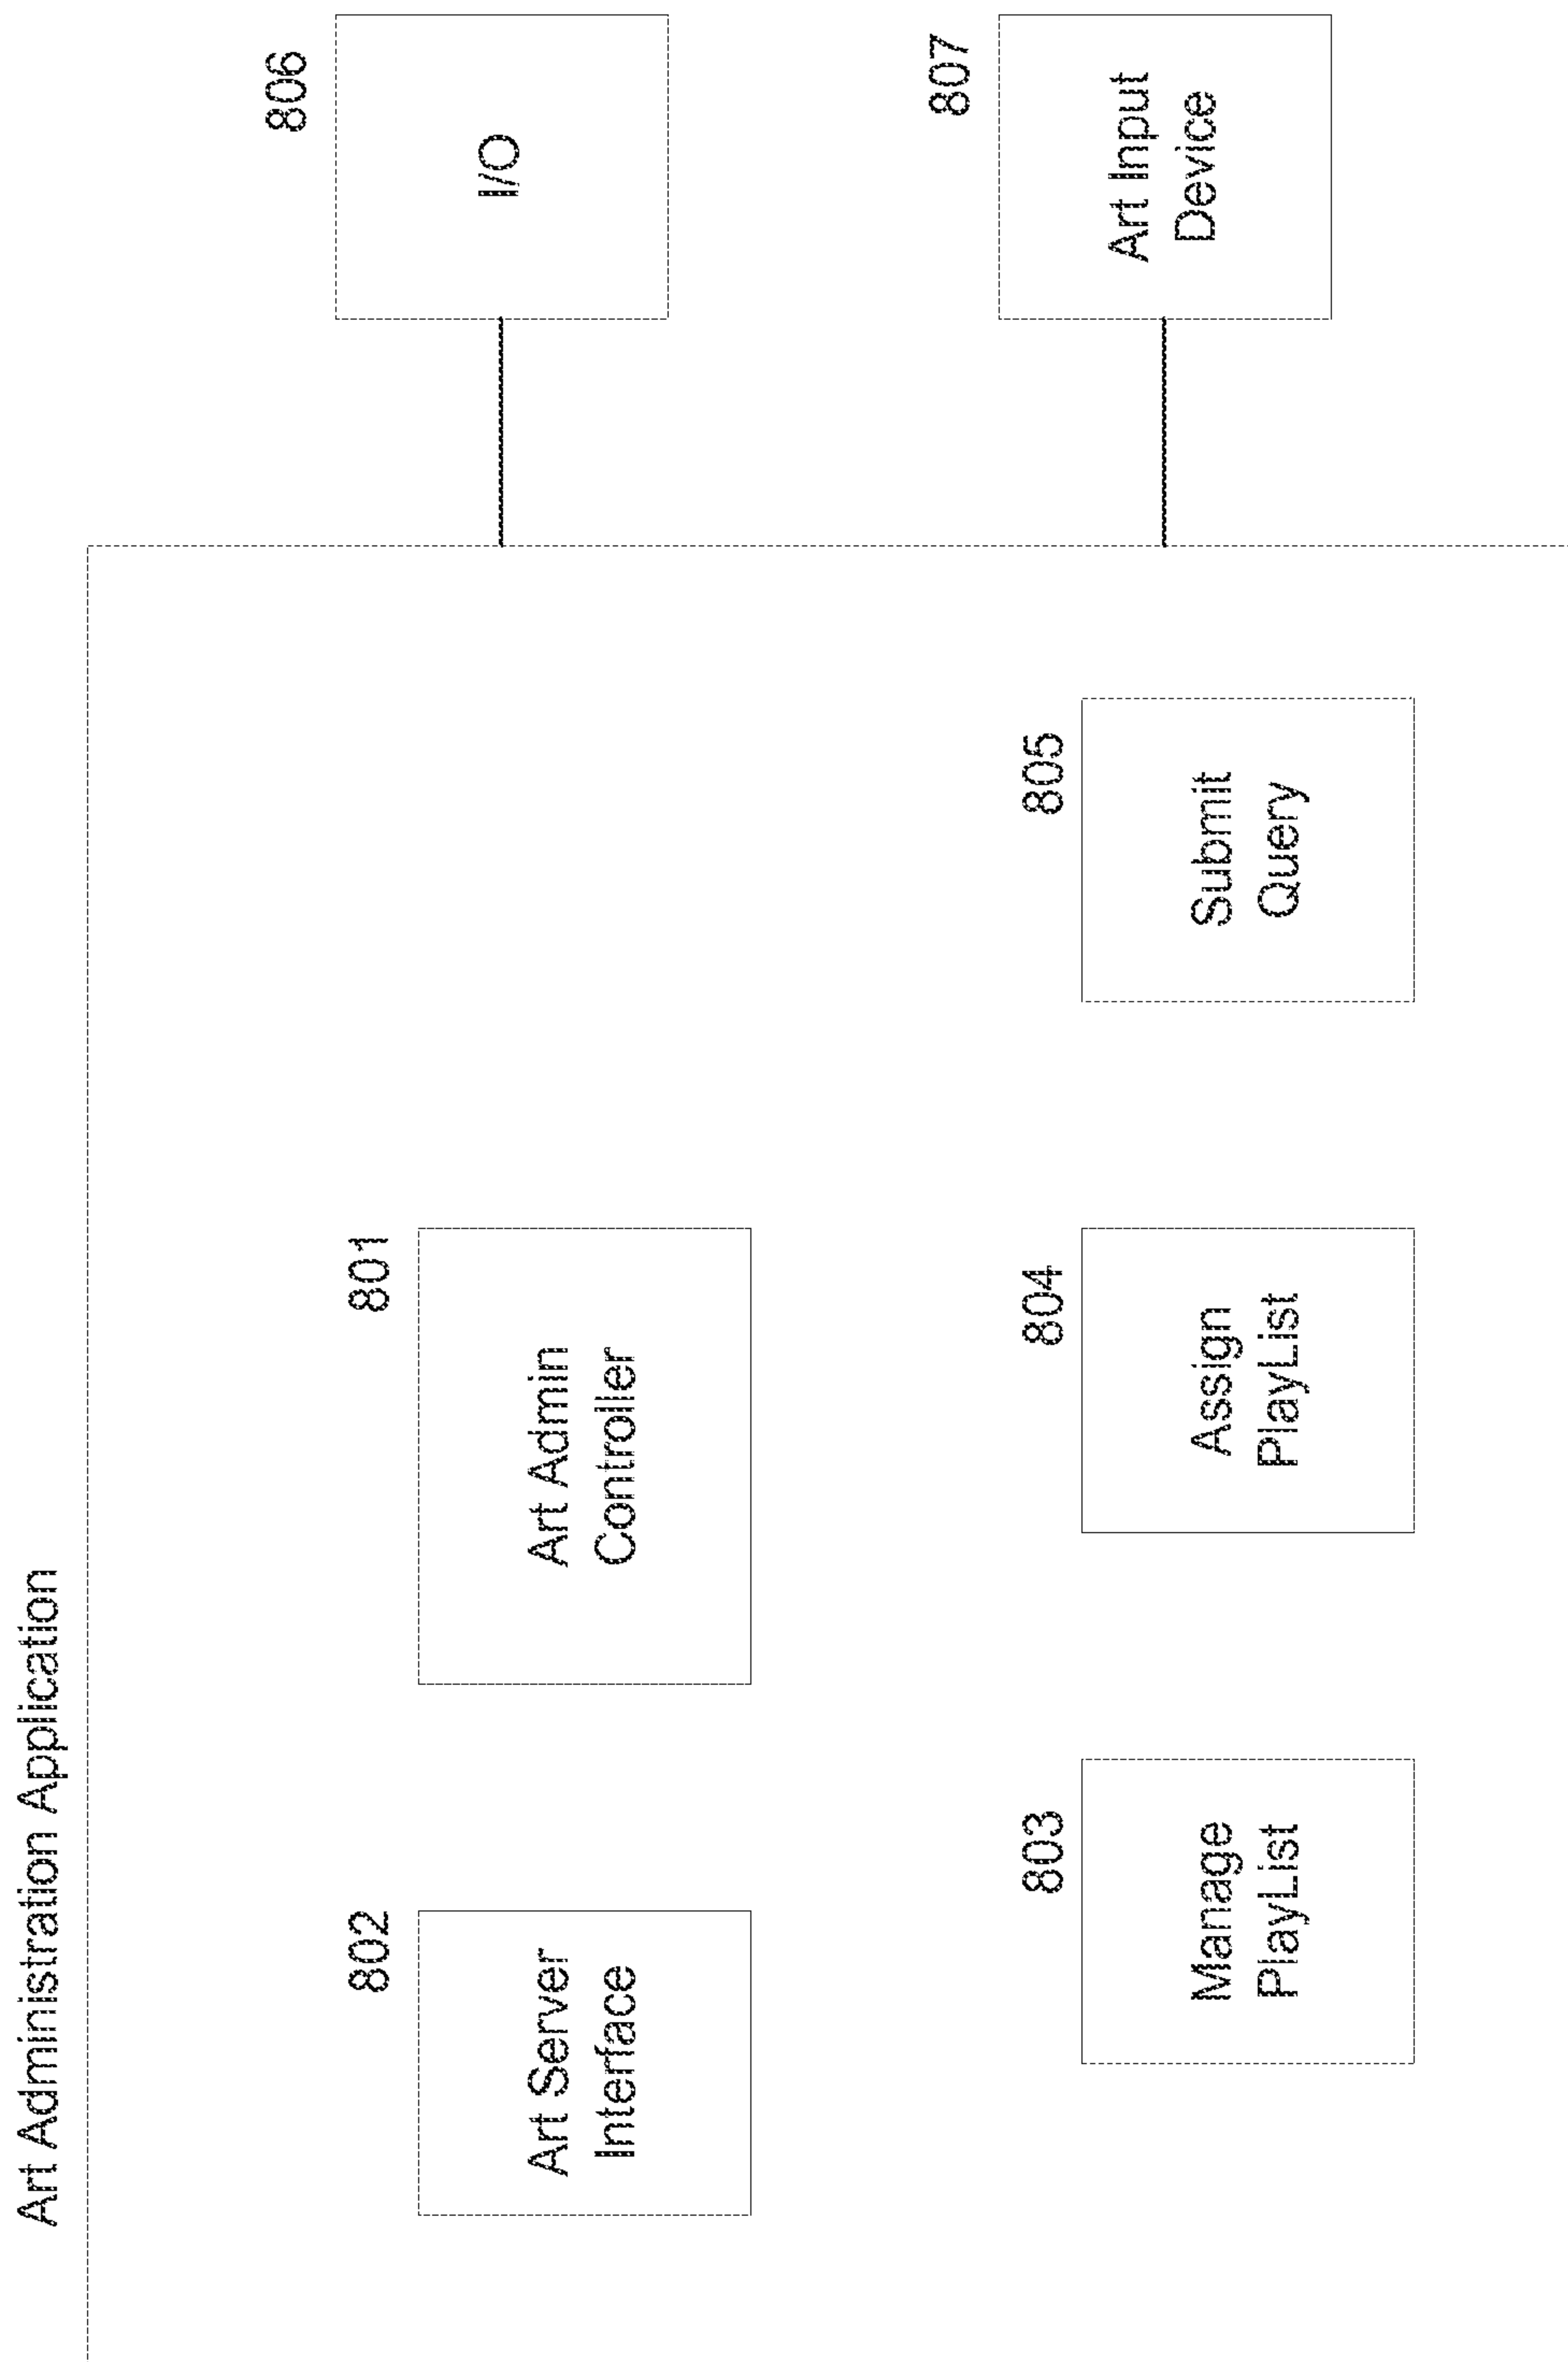 Art Administration Application
802
Art Server
Interface
801
Art Admin
Controller
806
I/O
803
Manage
PlayList
804
Assign
PlayList
805
Submit
Query
807
Art Input
Device